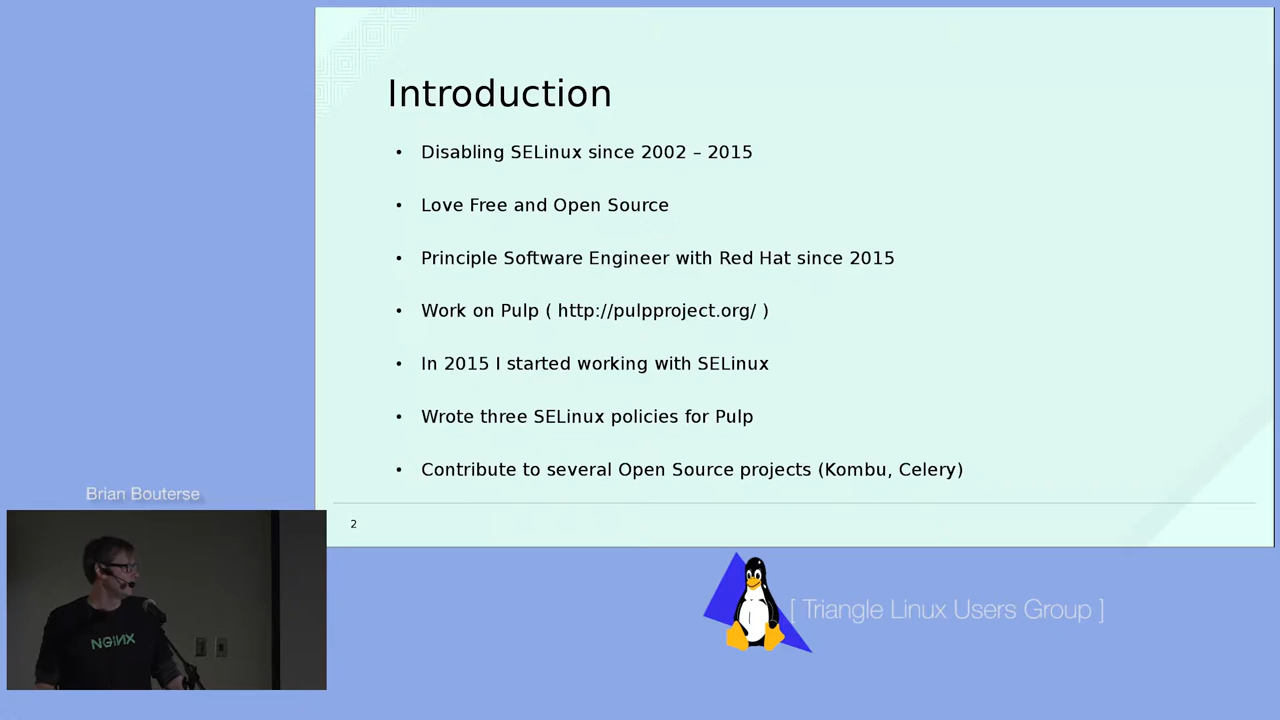 Introduction
• Disabling SELinux since 2002 – 2015
• Love Free and Open Source
• Principle Software Engineer with Red Hat since 2015
• Work on Pulp ( http://pulpproject.org/ )
• In 2015 I started working with SELinux
• Wrote three SELinux policies for Pulp
• Contribute to several Open Source projects (Kombu, Celery)
2
Brian Bouterse
NGINX
[ Triangle Linux Users Group ]